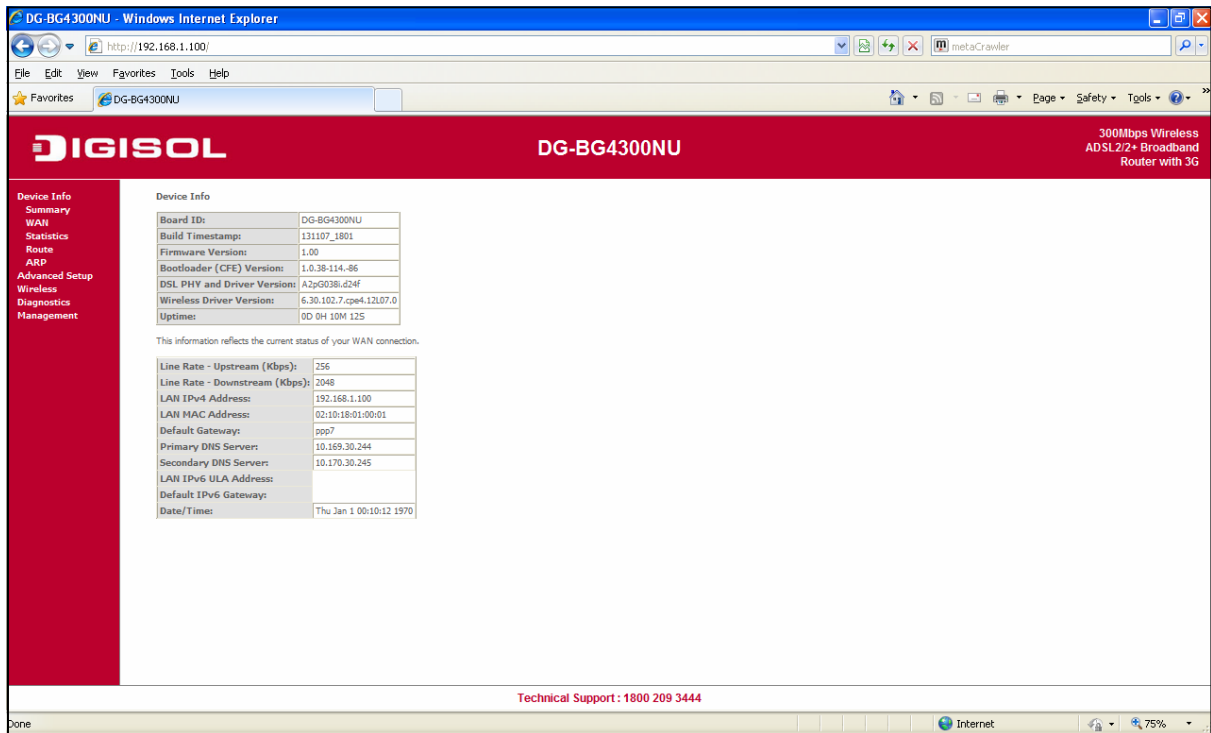 DG-BG4300NU - Windows Internet Explorer
http://192.168.1.100/
metaCrawler
File Edit View Favorites Tools Help
Favorites DG-BG4300NU
Page Safety Tools
DIGISOL
DG-BG4300NU
300Mbps Wireless
ADSL2/2+ Broadband
Router with 3G
Device Info
Summary
WAN
Statistics
Route
ARP
Advanced Setup
Wireless
Diagnostics
Management
Device Info
Board ID: DG-BG4300NU
Build Timestamp: 131107_1801
Firmware Version: 1.00
Bootloader (CFE) Version: 1.0.38-114.-86
DSL PHY and Driver Version: A2pG038i.d24f
Wireless Driver Version: 6.30.102.7.cpe4.12L07.0
Uptime: 0D 0H 10M 12S
This information reflects the current status of your WAN connection.
Line Rate - Upstream (Kbps): 256
Line Rate - Downstream (Kbps): 2048
LAN IPv4 Address: 192.168.1.100
LAN MAC Address: 02:10:18:01:00:01
Default Gateway: ppp7
Primary DNS Server: 10.169.30.244
Secondary DNS Server: 10.170.30.245
LAN IPv6 ULA Address:
Default IPv6 Gateway:
Date/Time: Thu Jan 1 00:10:12 1970
Technical Support : 1800 209 3444
Done Internet 75%